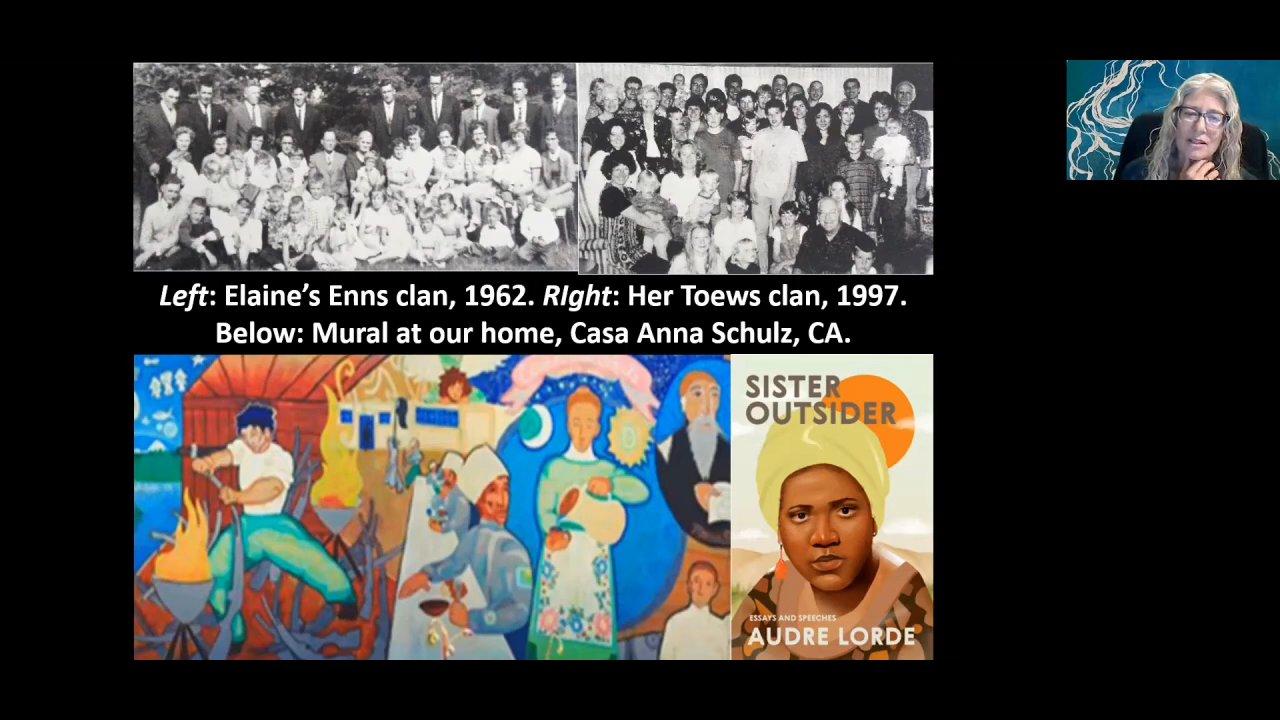 Left: Elaine’s Enns clan, 1962. RIght: Her Toews clan, 1997.
Below: Mural at our home, Casa Anna Schulz, CA.
SISTER
OUTSIDER
ESSAYS AND SPEECHES
AUDRE LORDE